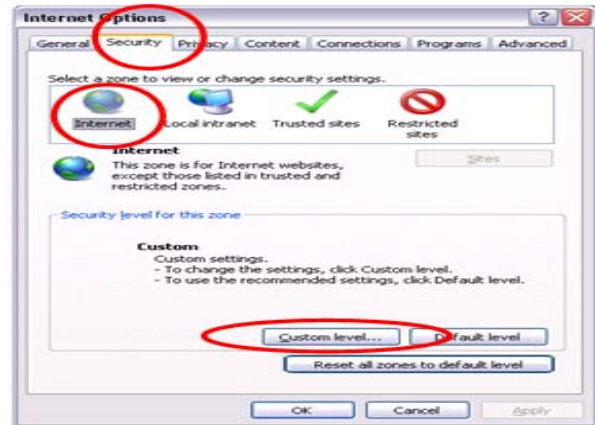 Internet Options
General Security Privacy Content Connections Programs Advanced
Select a zone to view or change security settings.
Internet Local intranet Trusted sites Restricted sites
Internet
This zone is for Internet websites,
except those listed in trusted and
restricted zones.
Sites
Security level for this zone
Custom
Custom settings.
- To change the settings, click Custom level.
- To use the recommended settings, click Default level.
Custom level... Default level
Reset all zones to default level
OK Cancel Apply